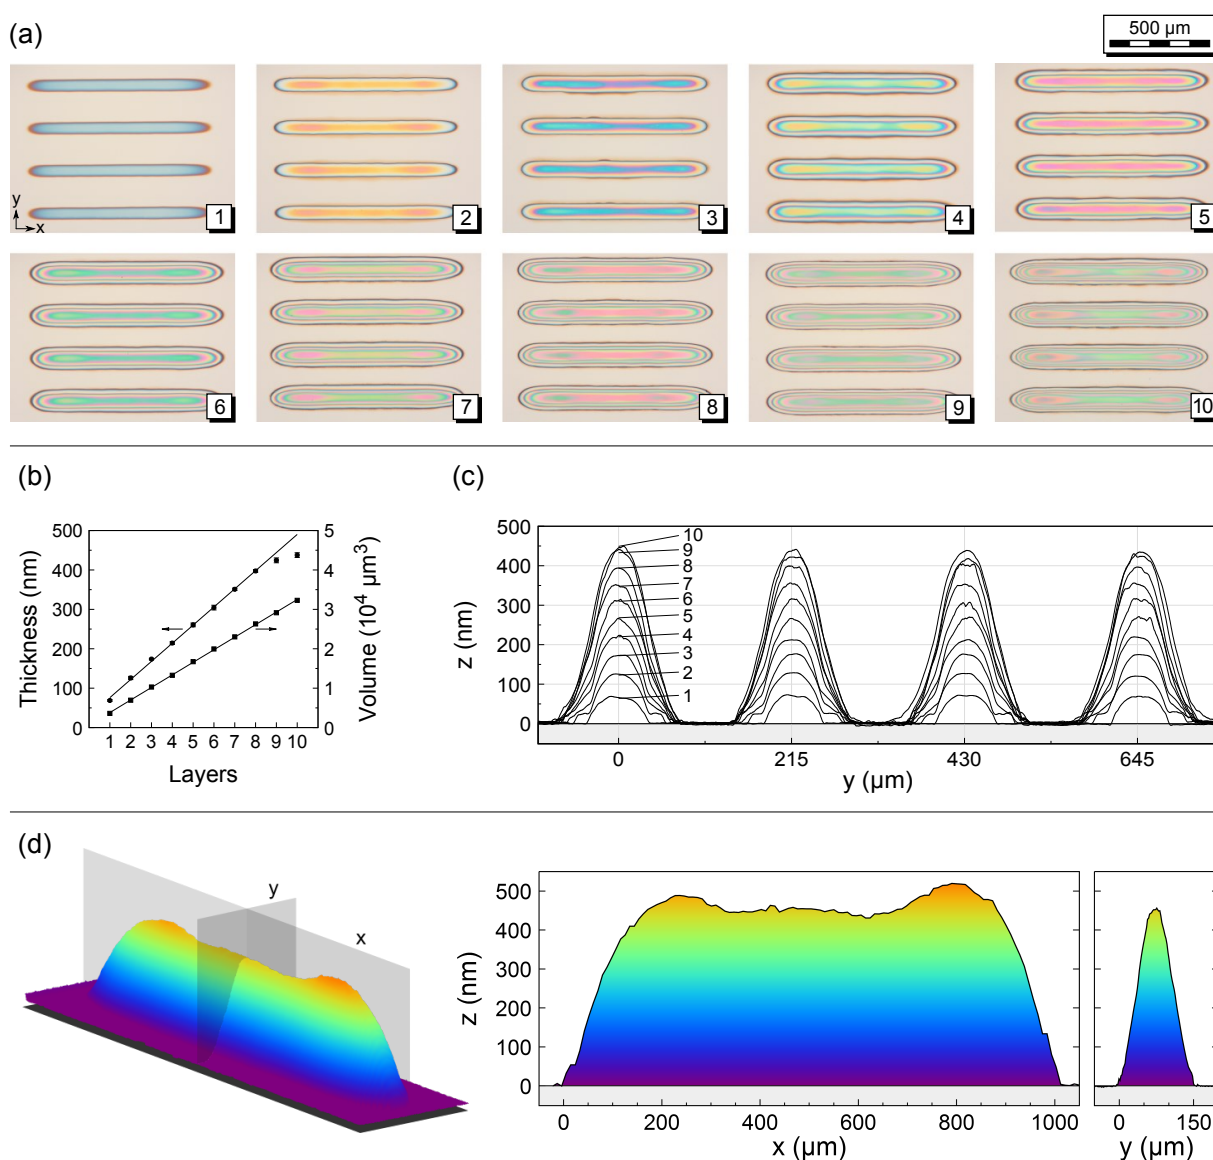 (a)
500 µm
y
x
1
2
3
4
5
6
7
8
9
10
(b)
Thickness (nm)
500
400
300
200
100
0
5
4
3
2
1
0
Volume (10⁴ µm³)
1 2 3 4 5 6 7 8 9 10
Layers
(c)
z (nm)
500
400
300
200
100
0
10
9
8
7
6
5
4
3
2
1
0 215 430 645
y (µm)
(d)
y
x
z (nm)
500
400
300
200
100
0
0 200 400 600 800 1000
x (µm)
0 150
y (µm)